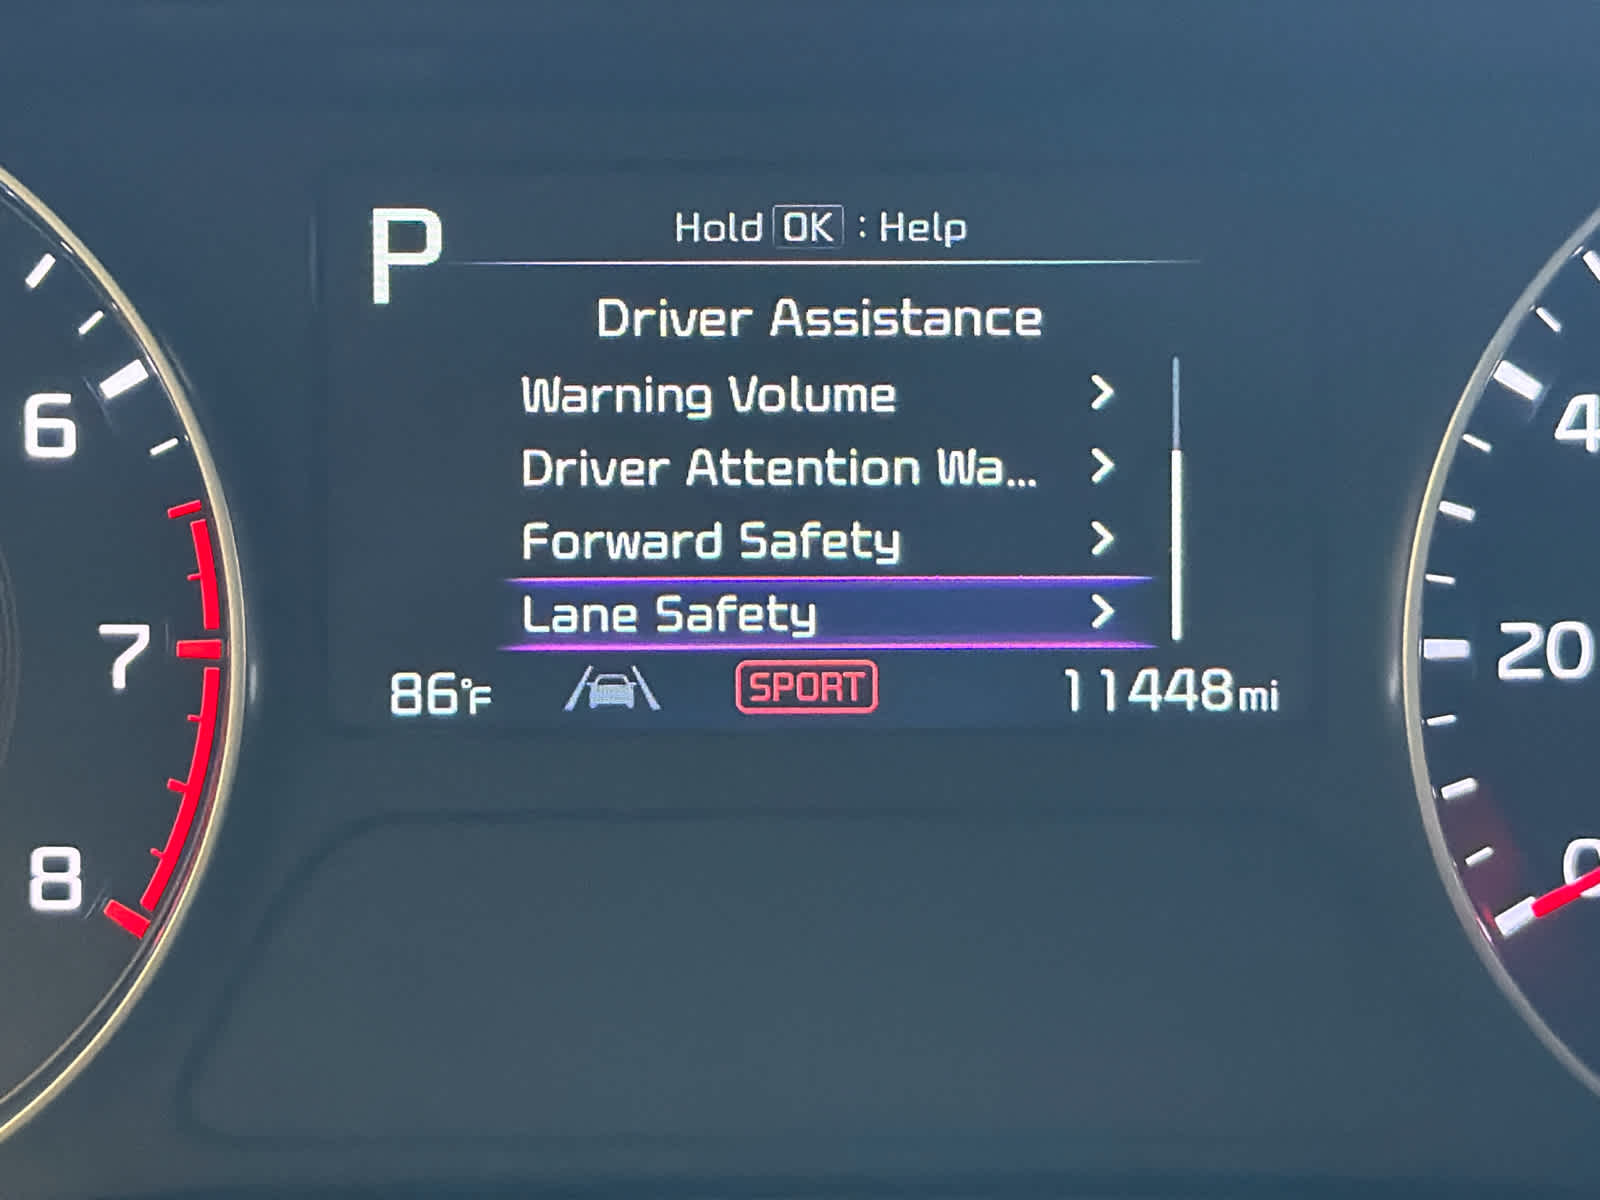 P
Hold OK : Help
Driver Assistance
Warning Volume >
Driver Attention Wa... >
Forward Safety >
Lane Safety >
86°F SPORT 11448mi
6
7
8
4
20
0